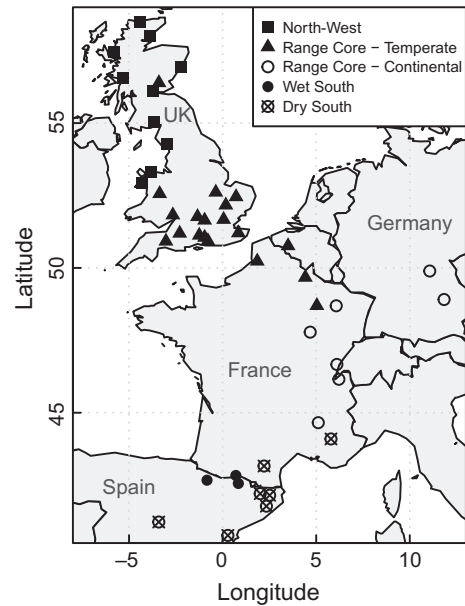 North-West
Range Core – Temperate
Range Core – Continental
Wet South
Dry South
UK
Germany
France
Spain
55
50
45
Latitude
–5 0 5 10
Longitude